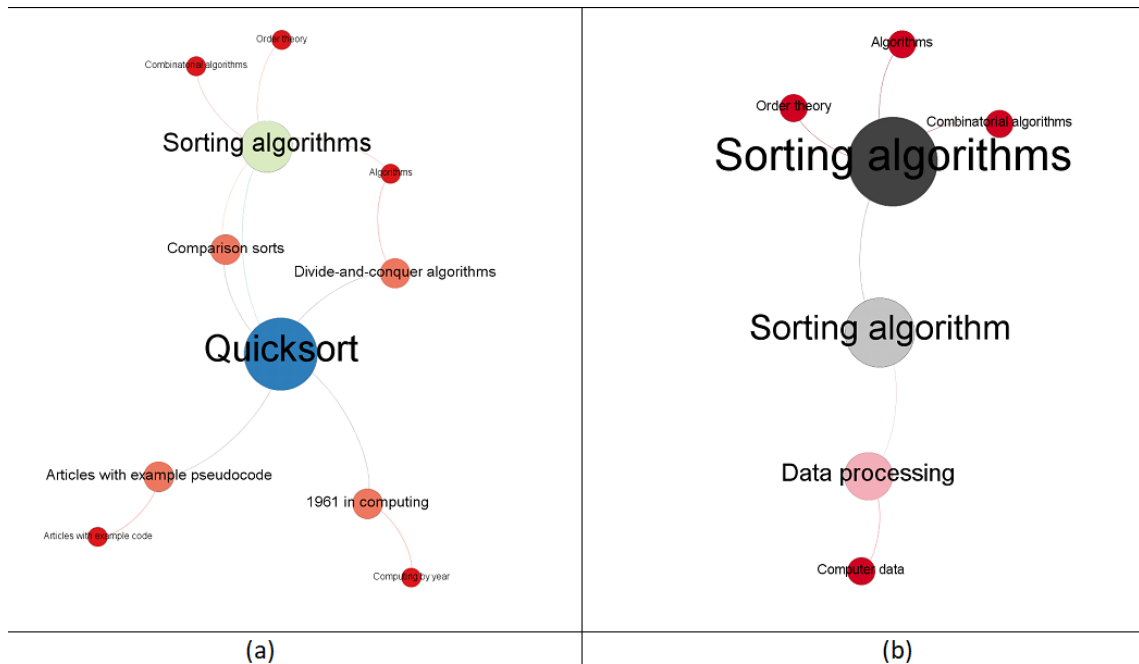 Order theory
Combinatorial algorithms
Sorting algorithms
Algorithms
Comparison sorts
Divide-and-conquer algorithms
Quicksort
Articles with example pseudocode
1961 in computing
Articles with example code
Computing by year
(a)
Algorithms
Order theory
Combinatorial algorithms
Sorting algorithms
Sorting algorithm
Data processing
Computer data
(b)